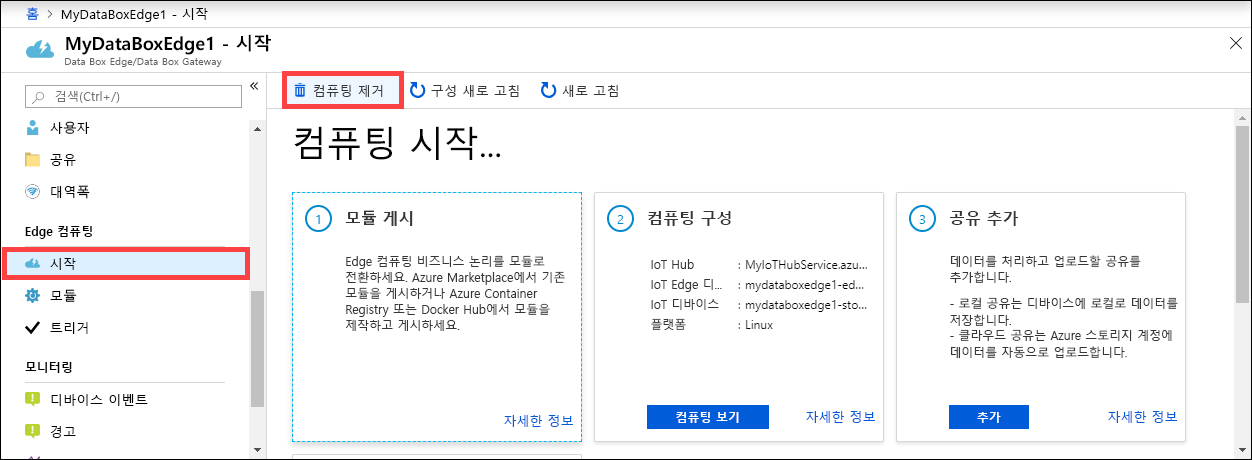 홈 > MyDataBoxEdge1 - 시작
MyDataBoxEdge1 - 시작
Data Box Edge/Data Box Gateway
검색(Ctrl+/)
사용자
공유
대역폭
Edge 컴퓨팅
시작
모듈
트리거
모니터링
디바이스 이벤트
경고
컴퓨팅 제거 구성 새로 고침 새로 고침
컴퓨팅 시작...
1 모듈 게시
Edge 컴퓨팅 비즈니스 논리를 모듈로
전환하세요. Azure Marketplace에서 기존
모듈을 게시하거나 Azure Container
Registry 또는 Docker Hub에서 모듈을
제작하고 게시하세요.
자세한 정보
2 컴퓨팅 구성
IoT Hub : MyIoTHubService.azu...
IoT Edge 디... : mydataboxedge1-ed...
IoT 디바이스 : mydataboxedge1-sto...
플랫폼 : Linux
컴퓨팅 보기 자세한 정보
3 공유 추가
데이터를 처리하고 업로드할 공유를
추가합니다.
- 로컬 공유는 디바이스에 로컬로 데이터를
저장합니다.
- 클라우드 공유는 Azure 스토리지 계정에
데이터를 자동으로 업로드합니다.
추가 자세한 정보